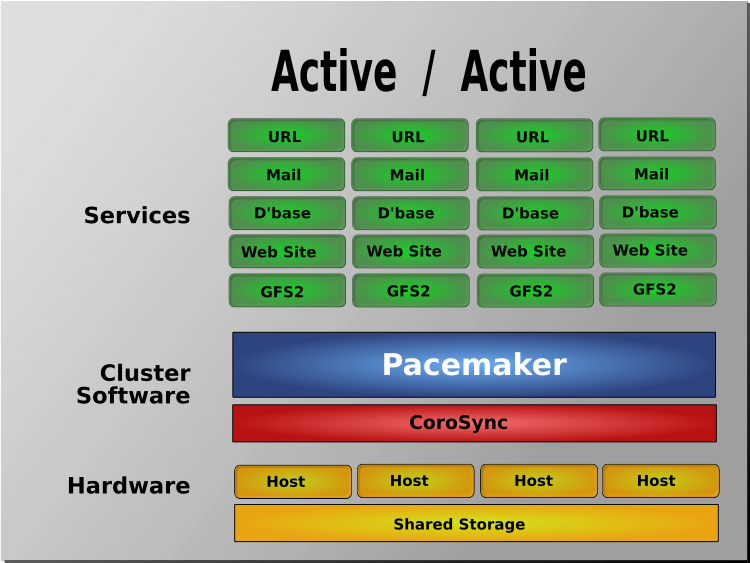 Active / Active
URL URL URL URL
Mail Mail Mail Mail
Services
D'base D'base D'base D'base
Web Site Web Site Web Site Web Site
GFS2 GFS2 GFS2 GFS2
Cluster
Software
Pacemaker
CoroSync
Hardware
Host Host Host Host
Shared Storage